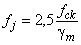 f_j = 2,5 f_ck / γ_m